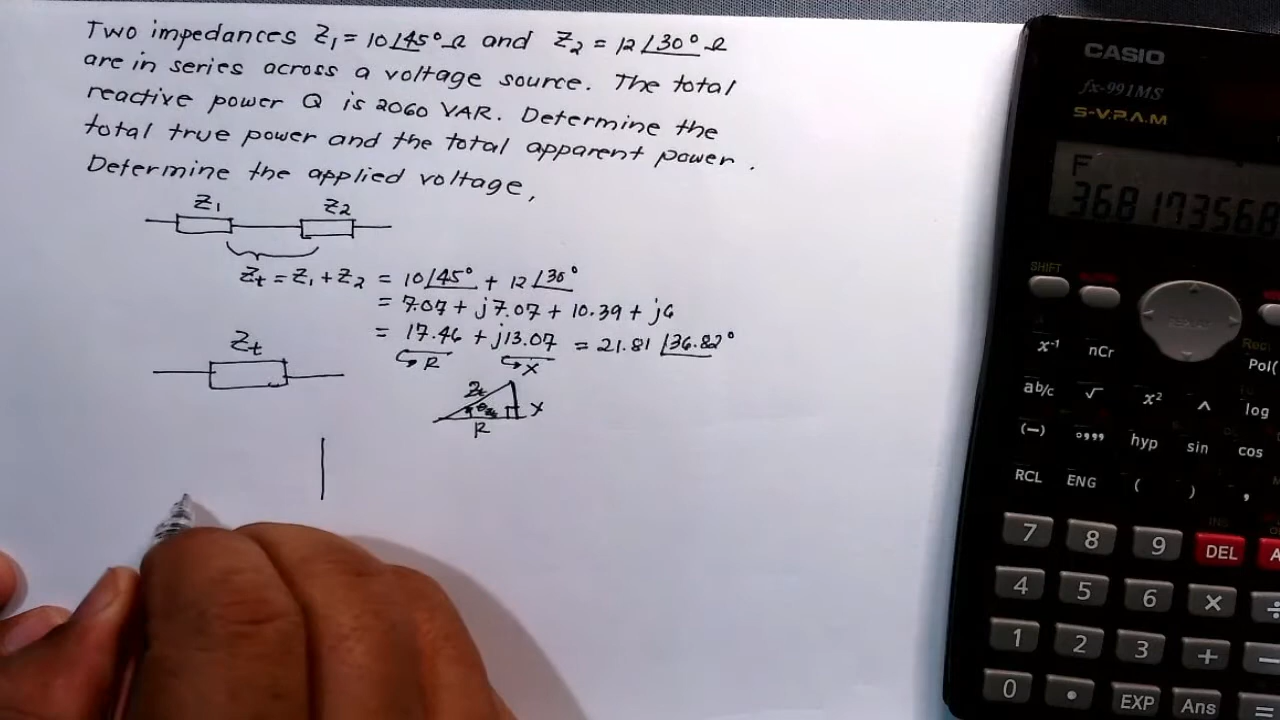 Two impedances Z₁ = 10∠45° Ω and Z₂ = 12∠30° Ω
are in series across a voltage source. The total
reactive power Q is 2060 VAR. Determine the
total true power and the total apparent power.
Determine the applied voltage,
Z₁ Z₂
Zt = Z₁ + Z₂ = 10∠45° + 12∠30°
= 7.07 + j7.07 + 10.39 + j6
= 17.46 + j13.07 = 21.81∠36.82°
R X
Zt
Zt
X
R
CASIO
fx-991MS
S-V.P.A.M
F
36.8173568
SHIFT
x⁻¹ nCr Pol(
ab/c √ x² ^ log
(−) °,,, hyp sin cos
RCL ENG ( ) ,
INS
7 8 9 DEL A
4 5 6 × ÷
1 2 3 + −
0 • EXP Ans =